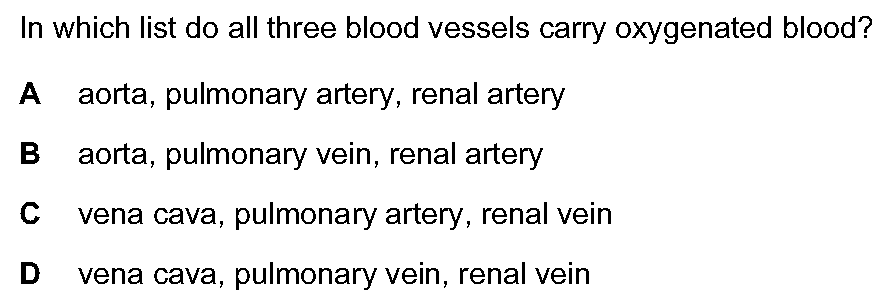 In which list do all three blood vessels carry oxygenated blood?
A aorta, pulmonary artery, renal artery
B aorta, pulmonary vein, renal artery
C vena cava, pulmonary artery, renal vein
D vena cava, pulmonary vein, renal vein